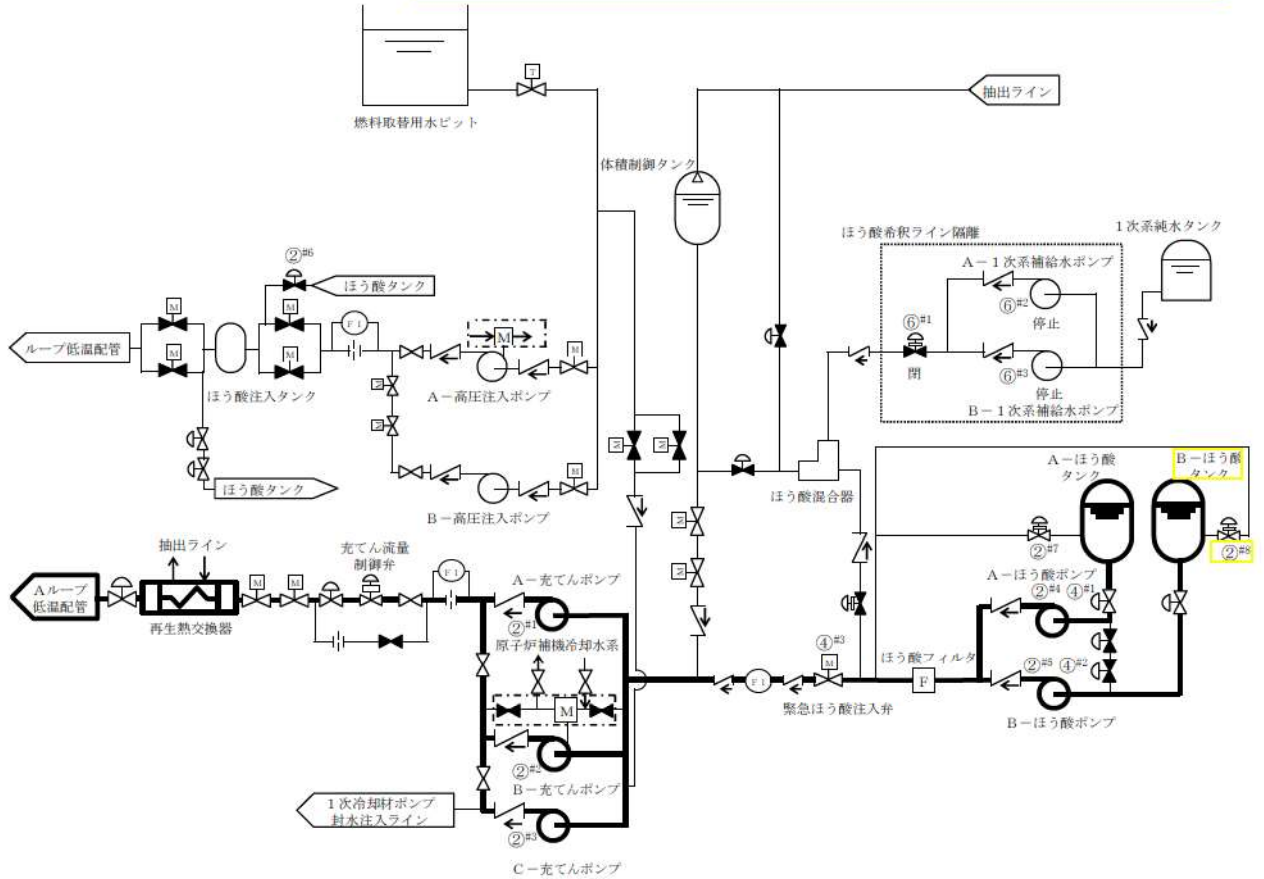 T
燃料取替用水ピット
抽出ライン
体積制御タンク
ほう酸希釈ライン隔離
1次系純水タンク
A－1次系補給水ポンプ
⑥#2
停止
⑥#1
閉
⑥#3
停止
B－1次系補給水ポンプ
②#6
ほう酸タンク
M
M
F I
M
M
ループ低温配管
M
M
ほう酸注入タンク
A－高圧注入ポンプ
M
M
M
M
M
B－高圧注入ポンプ
ほう酸タンク
ほう酸混合器
A－ほう酸
タンク
B－ほう酸
タンク
②#7
②#8
M
M
抽出ライン
充てん流量
制御弁
F I
A－充てんポンプ
Aループ
低温配管
M
M
再生熱交換器
②#1
原子炉補機冷却水系
M
②#2
B－充てんポンプ
1次冷却材ポンプ
封水注入ライン
②#3
C－充てんポンプ
F I
④#3
M
緊急ほう酸注入弁
ほう酸フィルタ
F
A－ほう酸ポンプ
②#4 ④#1
②#5 ④#2
B－ほう酸ポンプ